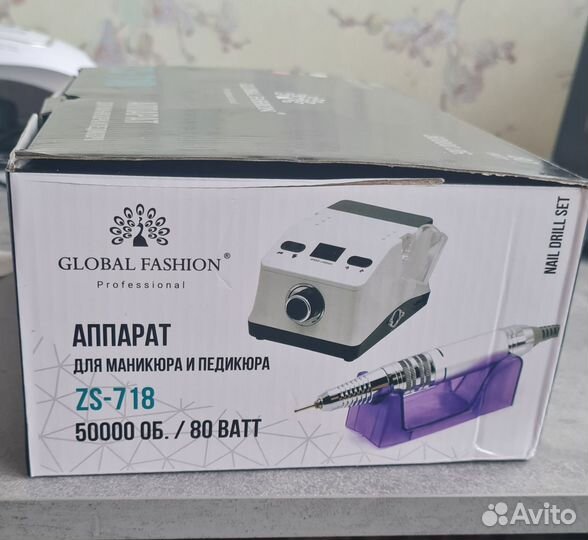 GLOBAL FASHION®
Professional
АППАРАТ
ДЛЯ МАНИКЮРА И ПЕДИКЮРА
ZS-718
50000 ОБ. / 80 ВАТТ
NAIL DRILL SET
Avito